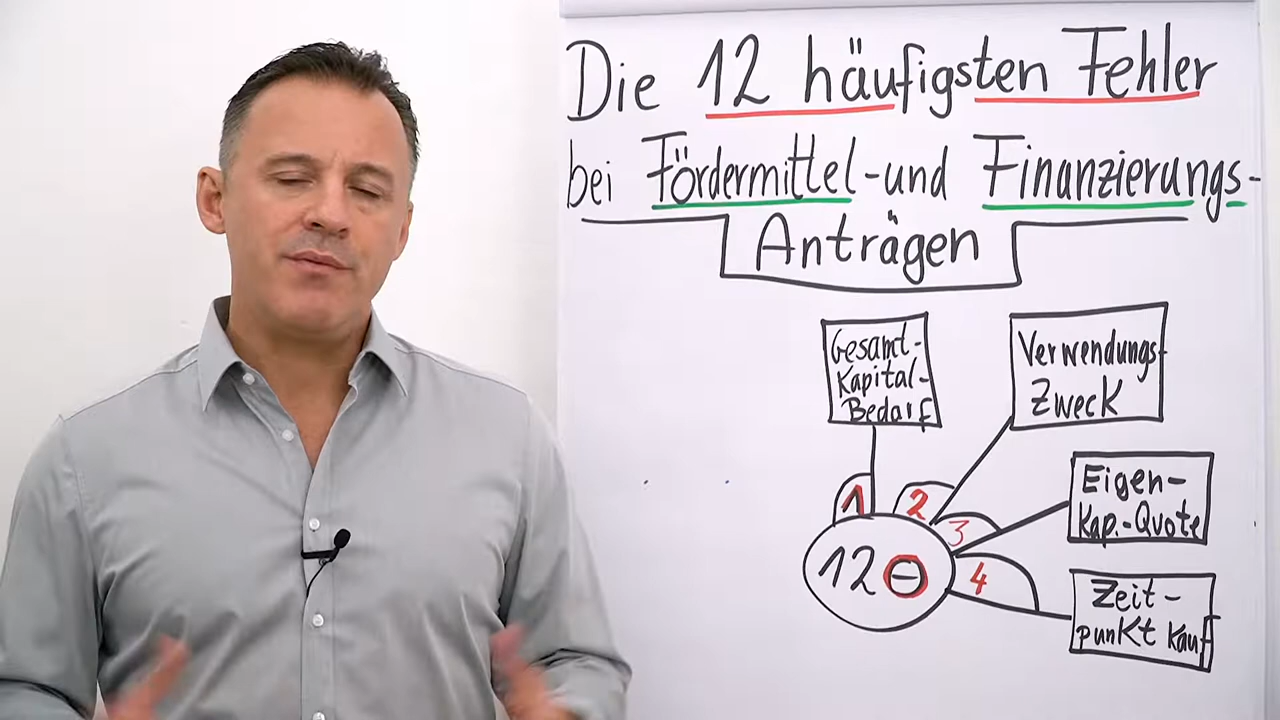 Die 12 häufigsten Fehler
bei Fördermittel-und Finanzierungs-
Anträgen
Gesamt-
Kapital-
Bedarf
Verwendungs-
Zweck
Eigen-
Kap.-Quote
Zeit-
punkt Kauf
1
2
3
4
12